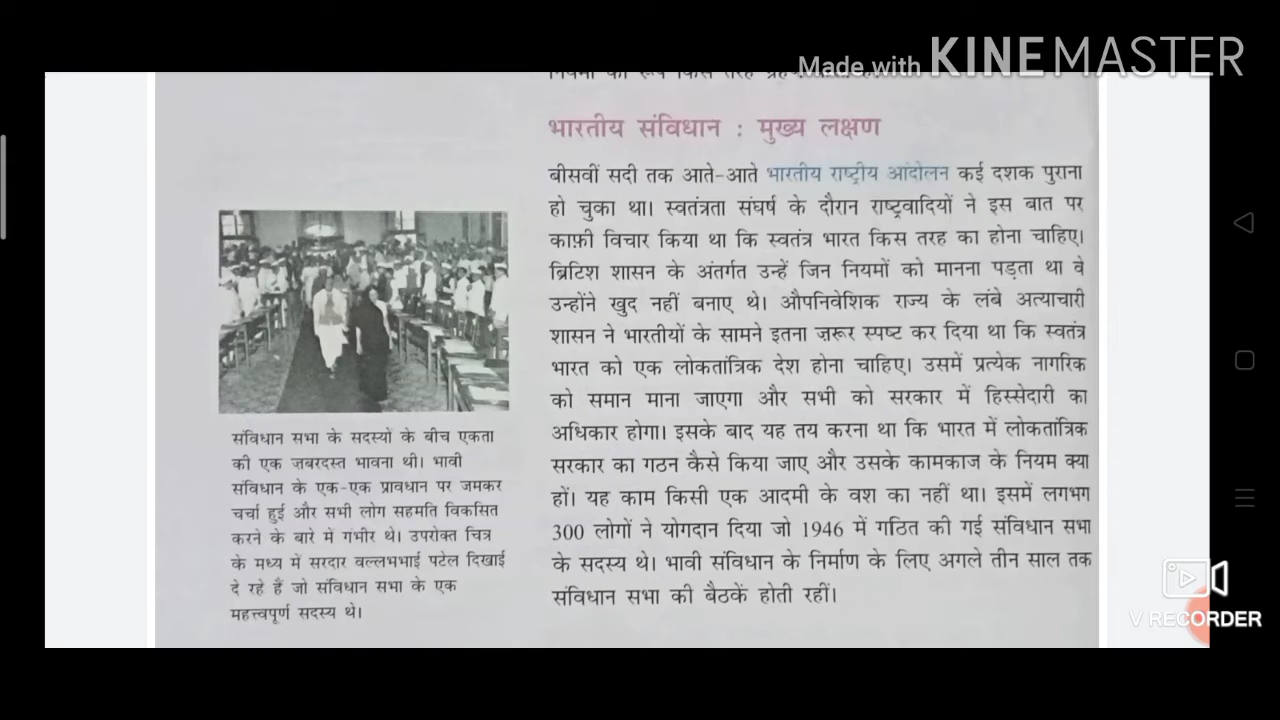 Made with KINEMASTER
भारतीय संविधान : मुख्य लक्षण
बीसवीं सदी तक आते-आते भारतीय राष्ट्रीय आंदोलन कई दशक पुराना
हो चुका था। स्वतंत्रता संघर्ष के दौरान राष्ट्रवादियों ने इस बात पर
काफ़ी विचार किया था कि स्वतंत्र भारत किस तरह का होना चाहिए।
ब्रिटिश शासन के अंतर्गत उन्हें जिन नियमों को मानना पड़ता था वे
उन्होंने खुद नहीं बनाए थे। औपनिवेशिक राज्य के लंबे अत्याचारी
शासन ने भारतीयों के सामने इतना ज़रूर स्पष्ट कर दिया था कि स्वतंत्र
भारत को एक लोकतांत्रिक देश होना चाहिए। उसमें प्रत्येक नागरिक
को समान माना जाएगा और सभी को सरकार में हिस्सेदारी का
अधिकार होगा। इसके बाद यह तय करना था कि भारत में लोकतांत्रिक
सरकार का गठन कैसे किया जाए और उसके कामकाज के नियम क्या
हों। यह काम किसी एक आदमी के वश का नहीं था। इसमें लगभग
300 लोगों ने योगदान दिया जो 1946 में गठित की गई संविधान सभा
के सदस्य थे। भावी संविधान के निर्माण के लिए अगले तीन साल तक
संविधान सभा की बैठकें होती रहीं।
संविधान सभा के सदस्यों के बीच एकता
की एक ज़बरदस्त भावना थी। भावी
संविधान के एक-एक प्रावधान पर जमकर
चर्चा हुई और सभी लोग सहमति विकसित
करने के बारे में गंभीर थे। उपरोक्त चित्र
के मध्य में सरदार वल्लभभाई पटेल दिखाई
दे रहे हैं जो संविधान सभा के एक
महत्त्वपूर्ण सदस्य थे।
V RECORDER